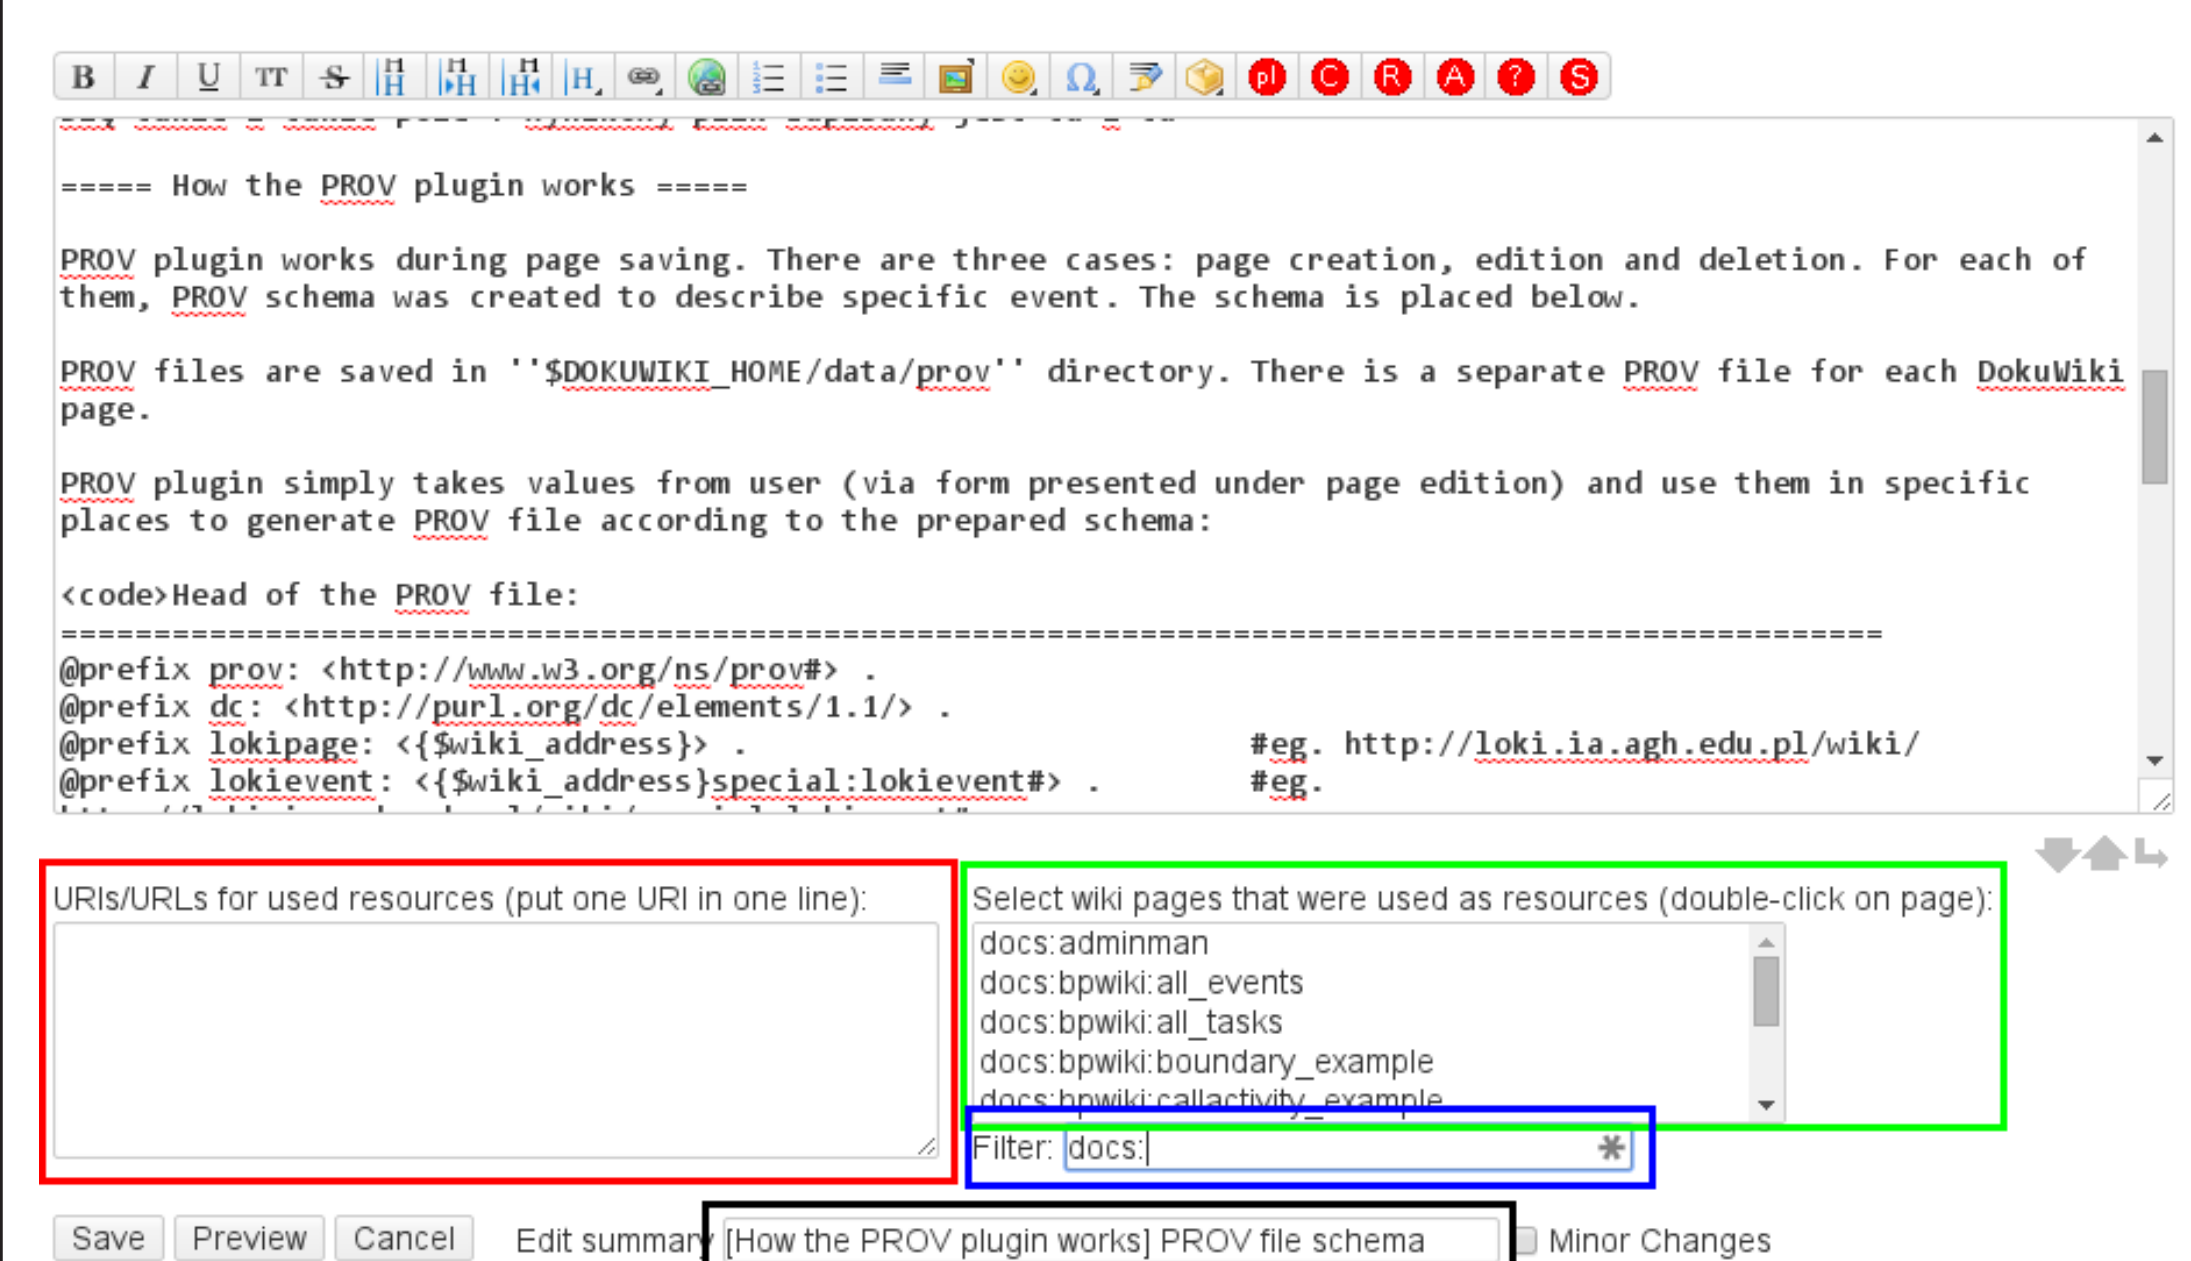 B I U TT S H H H H H H H, pl C R A ? S
===== How the PROV plugin works =====
PROV plugin works during page saving. There are three cases: page creation, edition and deletion. For each of
them, PROV schema was created to describe specific event. The schema is placed below.
PROV files are saved in ''$DOKUWIKI_HOME/data/prov'' directory. There is a separate PROV file for each DokuWiki
page.
PROV plugin simply takes values from user (via form presented under page edition) and use them in specific
places to generate PROV file according to the prepared schema:
<code>Head of the PROV file:
==================================================================================================
@prefix prov: <http://www.w3.org/ns/prov#> .
@prefix dc: <http://purl.org/dc/elements/1.1/> .
@prefix lokipage: <{$wiki_address}> . #eg. http://loki.ia.agh.edu.pl/wiki/
@prefix lokievent: <{$wiki_address}special:lokievent#> . #eg.
URIs/URLs for used resources (put one URI in one line):
Select wiki pages that were used as resources (double-click on page):
docs:adminman
docs:bpwiki:all_events
docs:bpwiki:all_tasks
docs:bpwiki:boundary_example
docs:bpwiki:callactivity_example
Filter: docs:
Save Preview Cancel Edit summary [How the PROV plugin works] PROV file schema Minor Changes